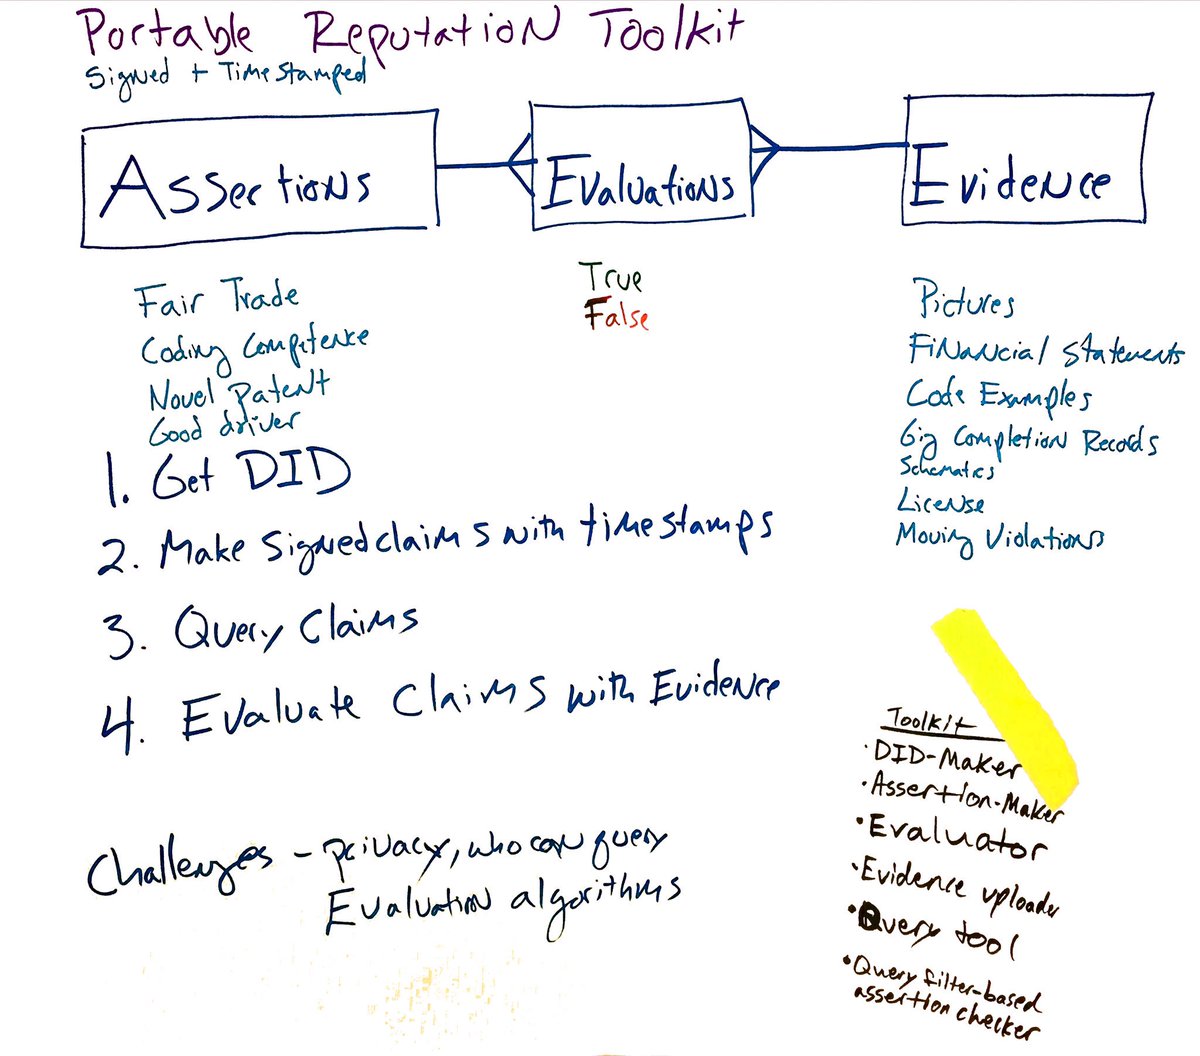 Portable Reputation Toolkit
Signed + Timestamped
Assertions
Evaluations
Evidence
Fair Trade
Coding Competence
Novel Patent
Good driver
True
False
Pictures
Financial Statements
Code Examples
Gig Completion Records
Schematics
License
Moving Violations
1. Get DID
2. Make Signed claims with timestamps
3. Query Claims
4. Evaluate Claims with Evidence
Challenges - privacy, who can query
Evaluation algorithms
Toolkit
• DID-Maker
• Assertion-Maker
• Evaluator
• Evidence uploader
• Query tool
• Query filter-based
assertion checker